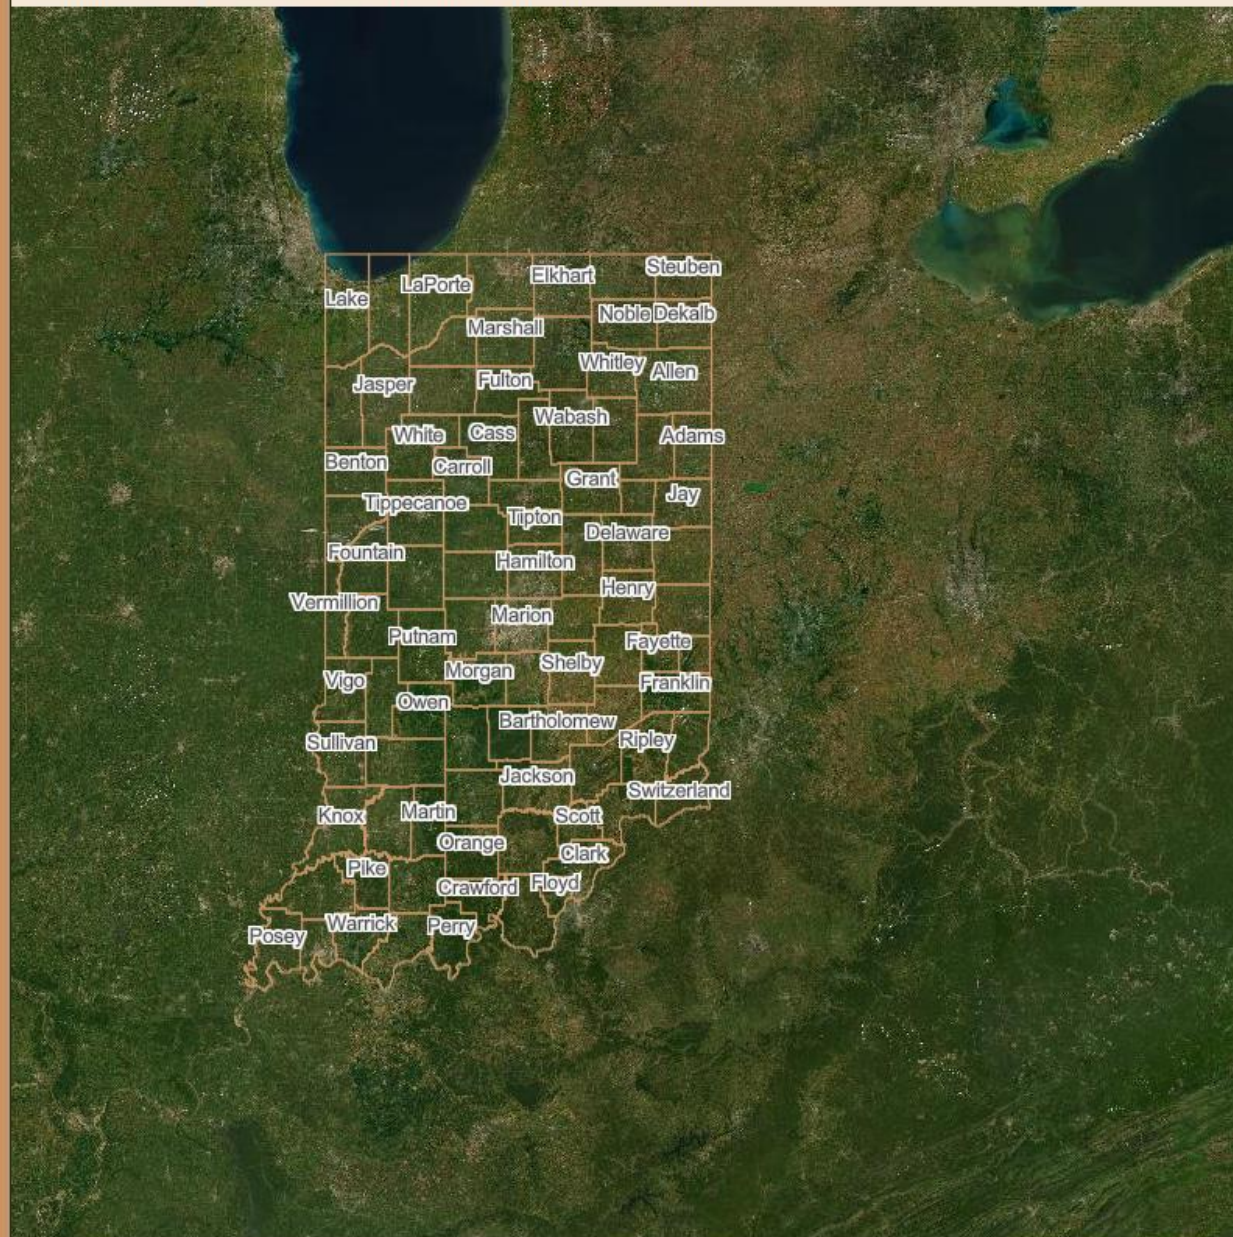 Steuben
Elkhart
LaPorte
Lake
Noble
Dekalb
Marshall
Whitley
Allen
Fulton
Jasper
Wabash
Cass
White
Adams
Benton
Carroll
Grant
Jay
Tippecanoe
Tipton
Delaware
Fountain
Hamilton
Henry
Vermillion
Marion
Putnam
Fayette
Shelby
Morgan
Vigo
Franklin
Owen
Bartholomew
Ripley
Sullivan
Jackson
Switzerland
Knox
Martin
Scott
Orange
Clark
Pike
Crawford
Floyd
Warrick
Perry
Posey